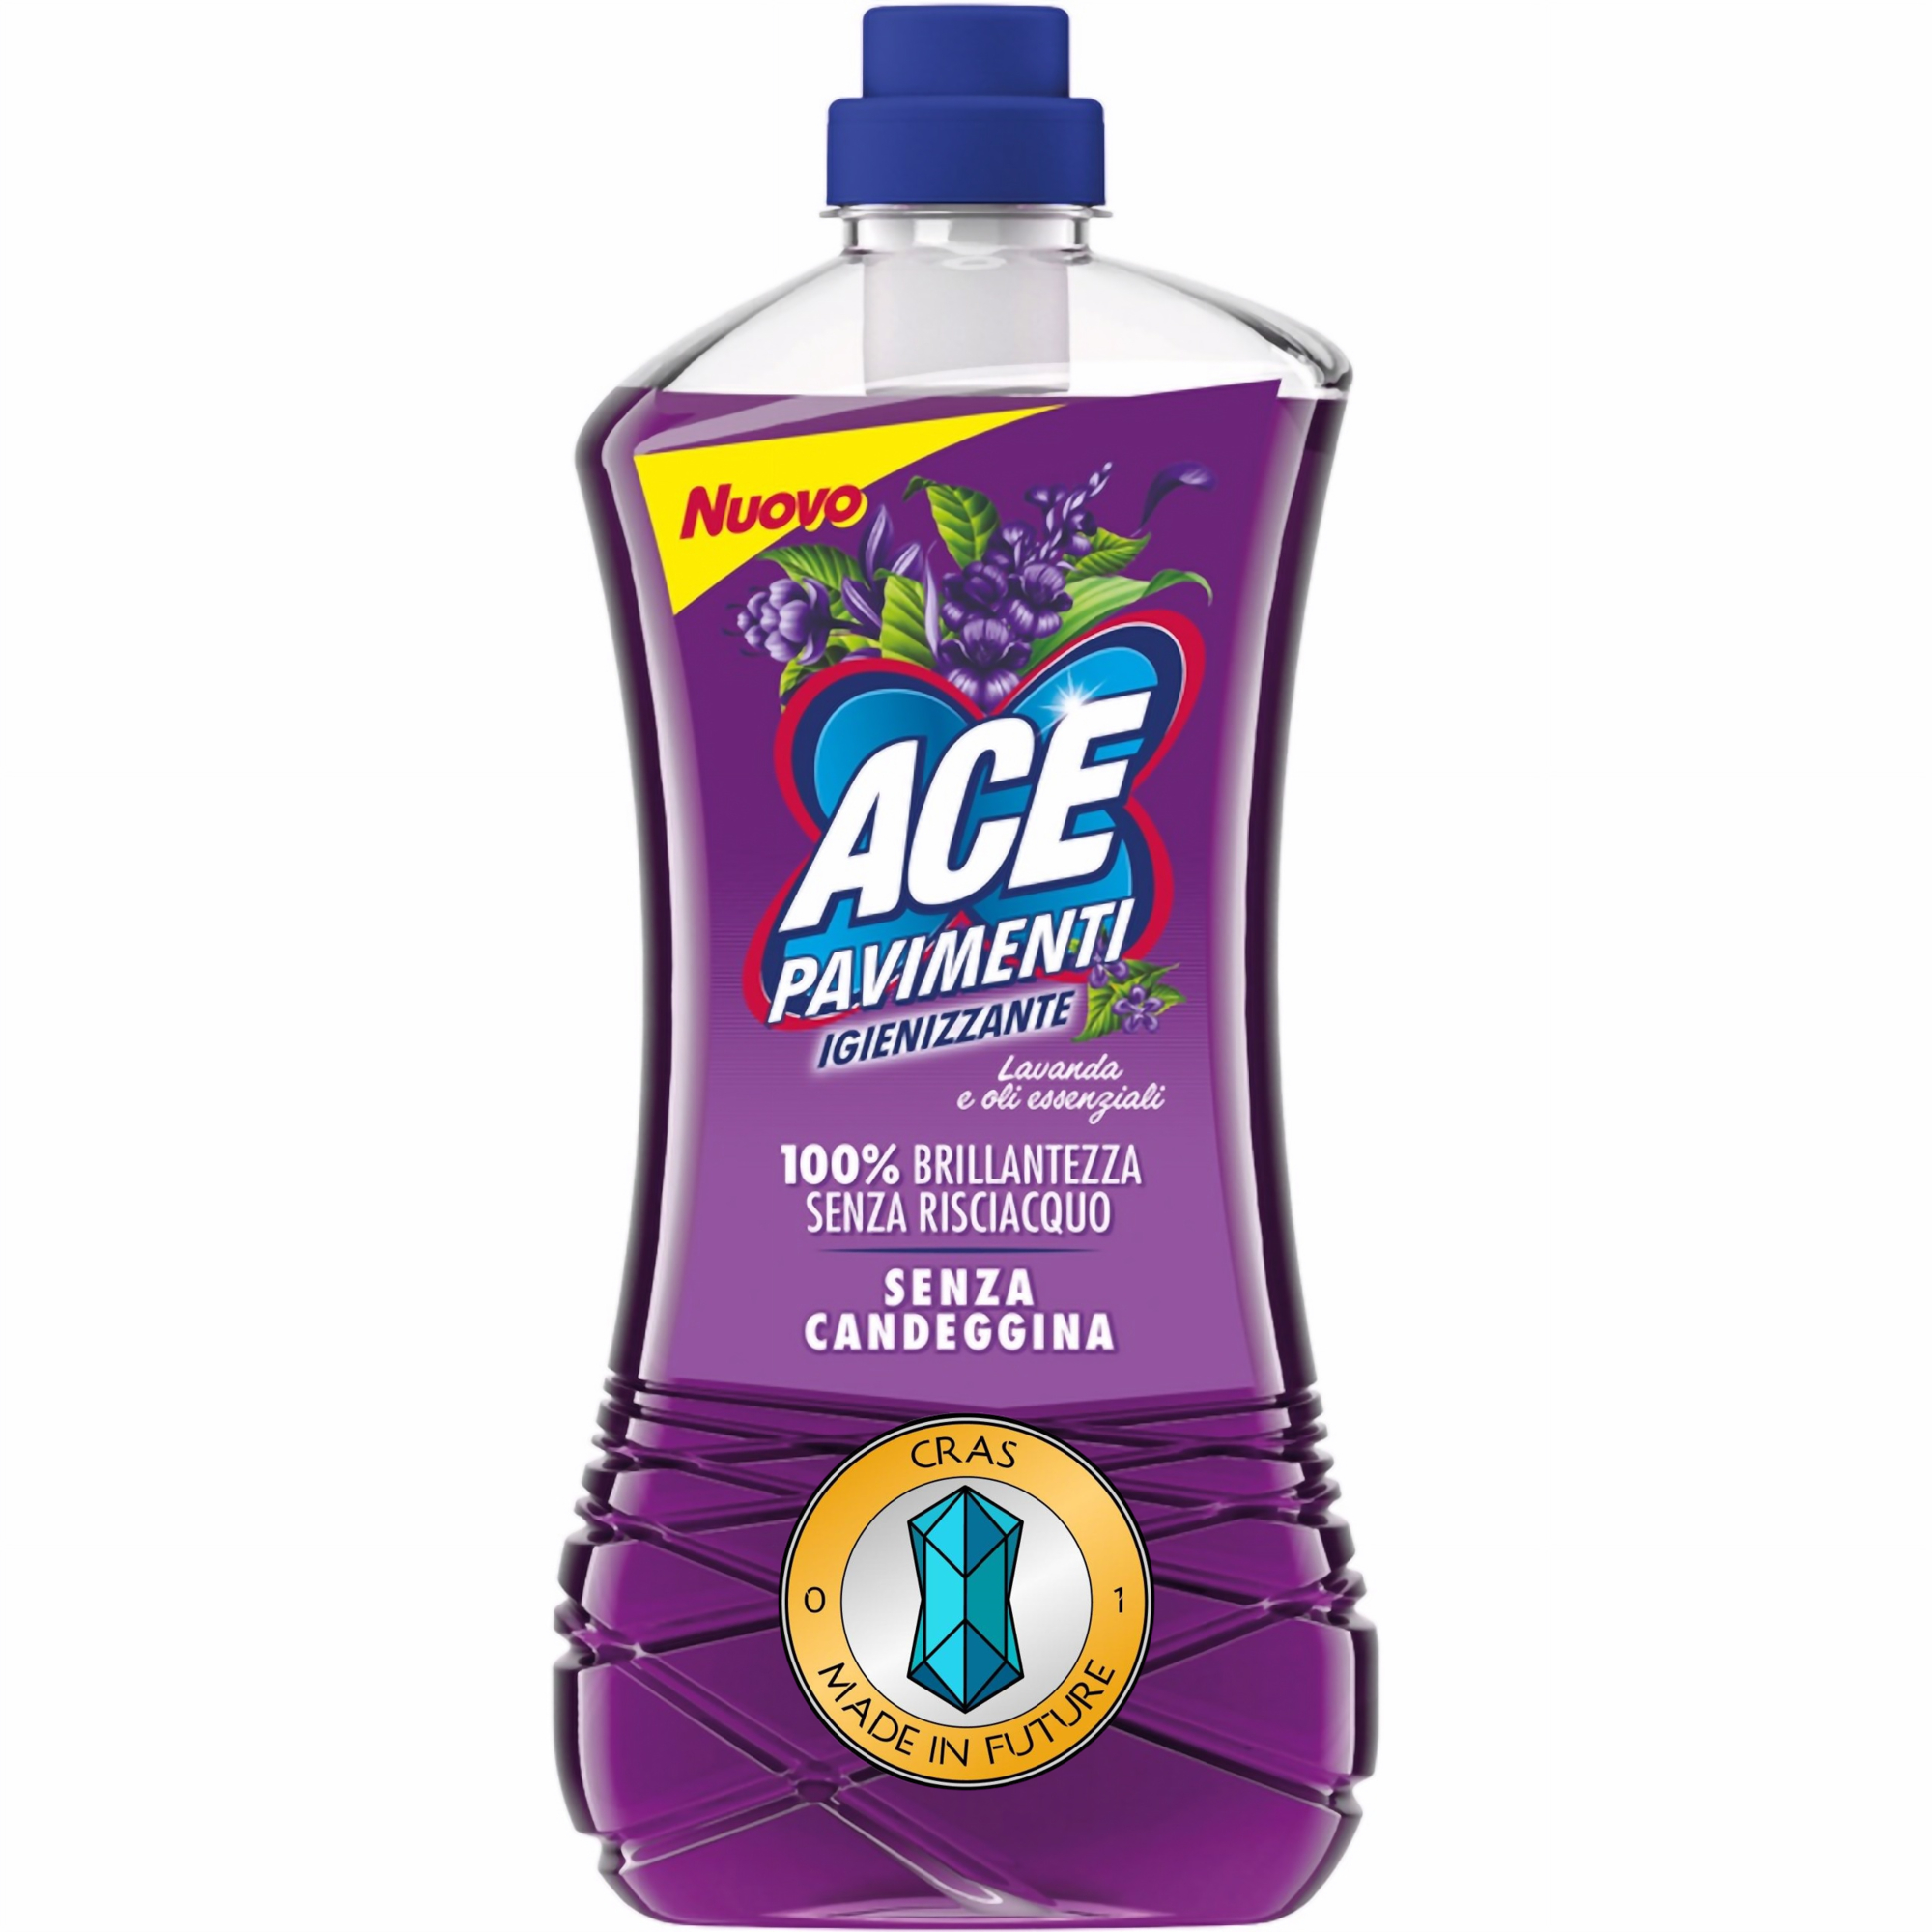 Nuovo
ACE
PAVIMENTI
IGIENIZZANTE
Lavanda
e oli essenziali
100% BRILLANTEZZA
SENZA RISCIACQUO
SENZA
CANDEGGINA
CRAS
0 1
MADE IN FUTURE